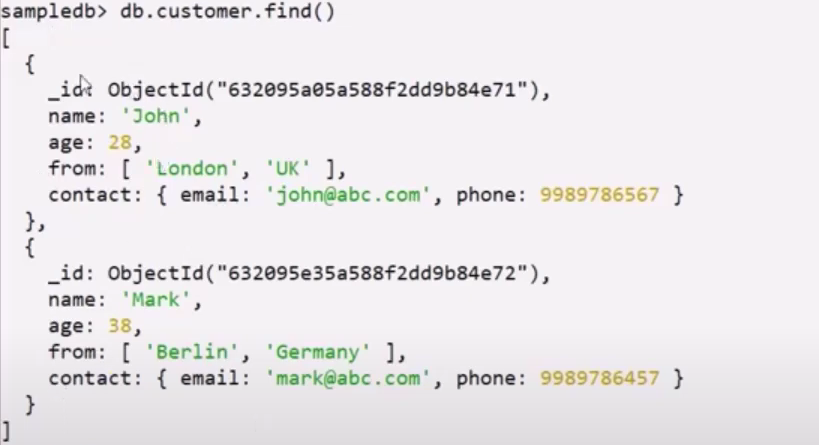 sampledb> db.customer.find()
[
  {
    _id: ObjectId("632095a05a588f2dd9b84e71"),
    name: 'John',
    age: 28,
    from: [ 'London', 'UK' ],
    contact: { email: 'john@abc.com', phone: 9989786567 }
  },
  {
    _id: ObjectId("632095e35a588f2dd9b84e72"),
    name: 'Mark',
    age: 38,
    from: [ 'Berlin', 'Germany' ],
    contact: { email: 'mark@abc.com', phone: 9989786457 }
  }
]